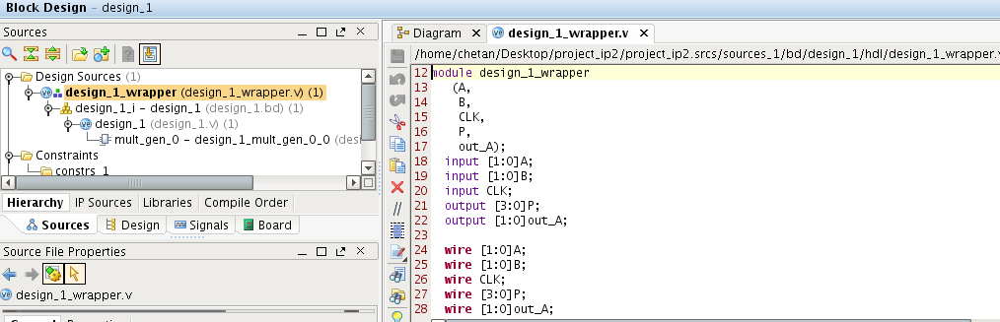 Block Design - design_1
Sources
Design Sources (1)
design_1_wrapper (design_1_wrapper.v) (1)
design_1_i - design_1 (design_1.bd) (1)
design_1 (design_1.v) (1)
mult_gen_0 - design_1_mult_gen_0_0 (desi
Constraints
constrs_1
Hierarchy IP Sources Libraries Compile Order
Sources Design Signals Board
Source File Properties
design_1_wrapper.v
Diagram design_1_wrapper.v
/home/chetan/Desktop/project_ip2/project_ip2.srcs/sources_1/bd/design_1/hdl/design_1_wrapper.v
12 module design_1_wrapper
13 (A,
14 B,
15 CLK,
16 P,
17 out_A);
18 input [1:0]A;
19 input [1:0]B;
20 input CLK;
21 output [3:0]P;
22 output [1:0]out_A;
23
24 wire [1:0]A;
25 wire [1:0]B;
26 wire CLK;
27 wire [3:0]P;
28 wire [1:0]out_A;